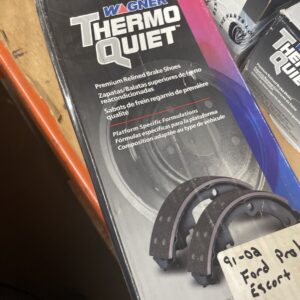 WAGNER
THERMO
QUIET
Premium Relined Brake Shoes
Zapatas/Balatas superiores de freno
reacondicionadas
Sabots de frein regarnis de première
qualité
Platform Specific Formulations
Fórmulas específicas para la plataforma
Composition adaptée au type de véhicule
91-02
Ford
Escort
THERMO
QUIET